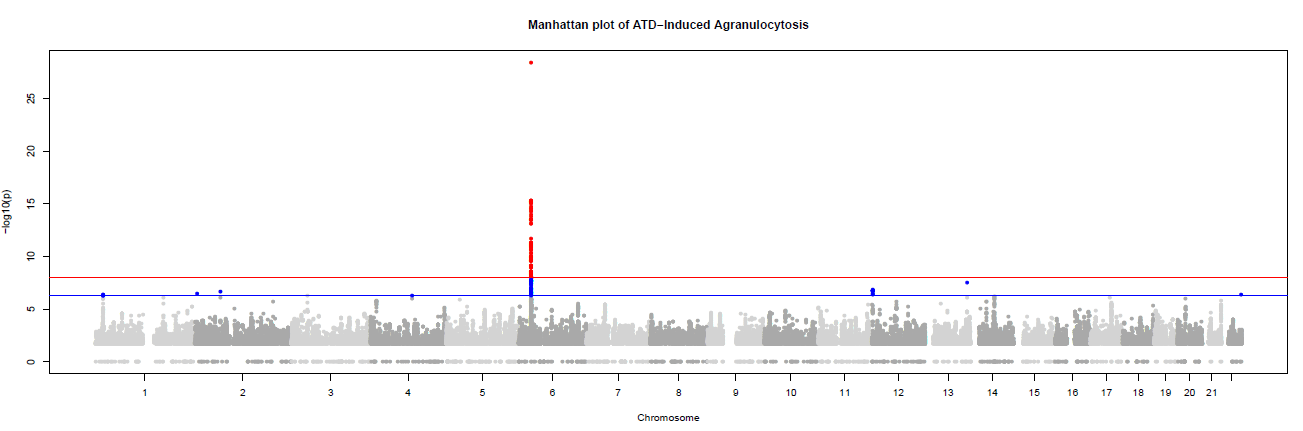 Manhattan plot of ATD−Induced Agranulocytosis
−log10(p)
25
20
15
10
5
0
1 2 3 4 5 6 7 8 9 10 11 12 13 14 15 16 17 18 19 20 21
Chromosome